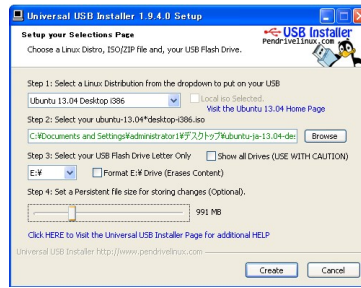 Universal USB Installer 1.9.4.0 Setup
Setup your Selections Page
Choose a Linux Distro, ISO/ZIP file and, your USB Flash Drive.
USB Installer
Pendrivelinux.com
Step 1: Select a Linux Distribution from the dropdown to put on your USB
Ubuntu 13.04 Desktop i386
Local iso Selected.
Visit the Ubuntu 13.04 Home Page
Step 2: Select your ubuntu-13.04*desktop-i386.iso
C:¥Documents and Settings¥administrator1¥デスクトップ¥ubuntu-ja-13.04-des
Browse
Step 3: Select your USB Flash Drive Letter Only
Show all Drives (USE WITH CAUTION)
E:¥
Format E:¥ Drive (Erases Content)
Step 4: Set a Persistent file size for storing changes (Optional).
991 MB
Click HERE to Visit the Universal USB Installer Page for additional HELP
Universal USB Installer http://www.pendrivelinux.com
Create
Cancel